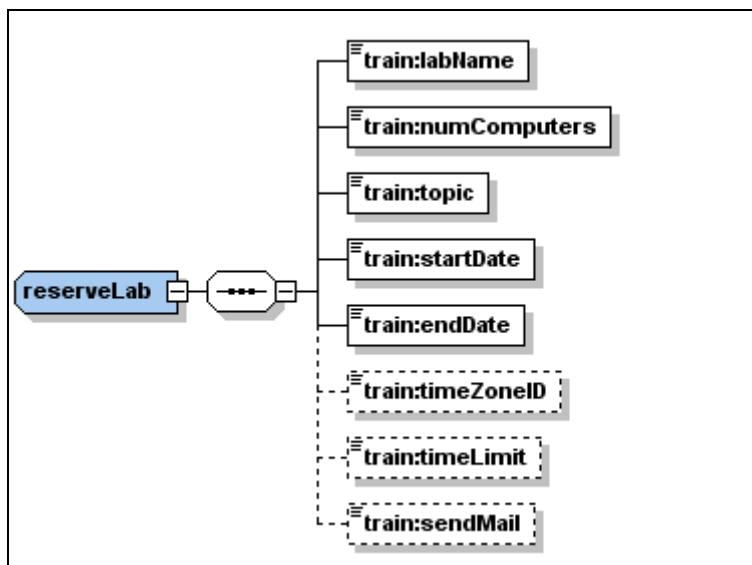 train:labName
train:numComputers
train:topic
train:startDate
reserveLab
train:endDate
train:timeZoneID
train:timeLimit
train:sendMail